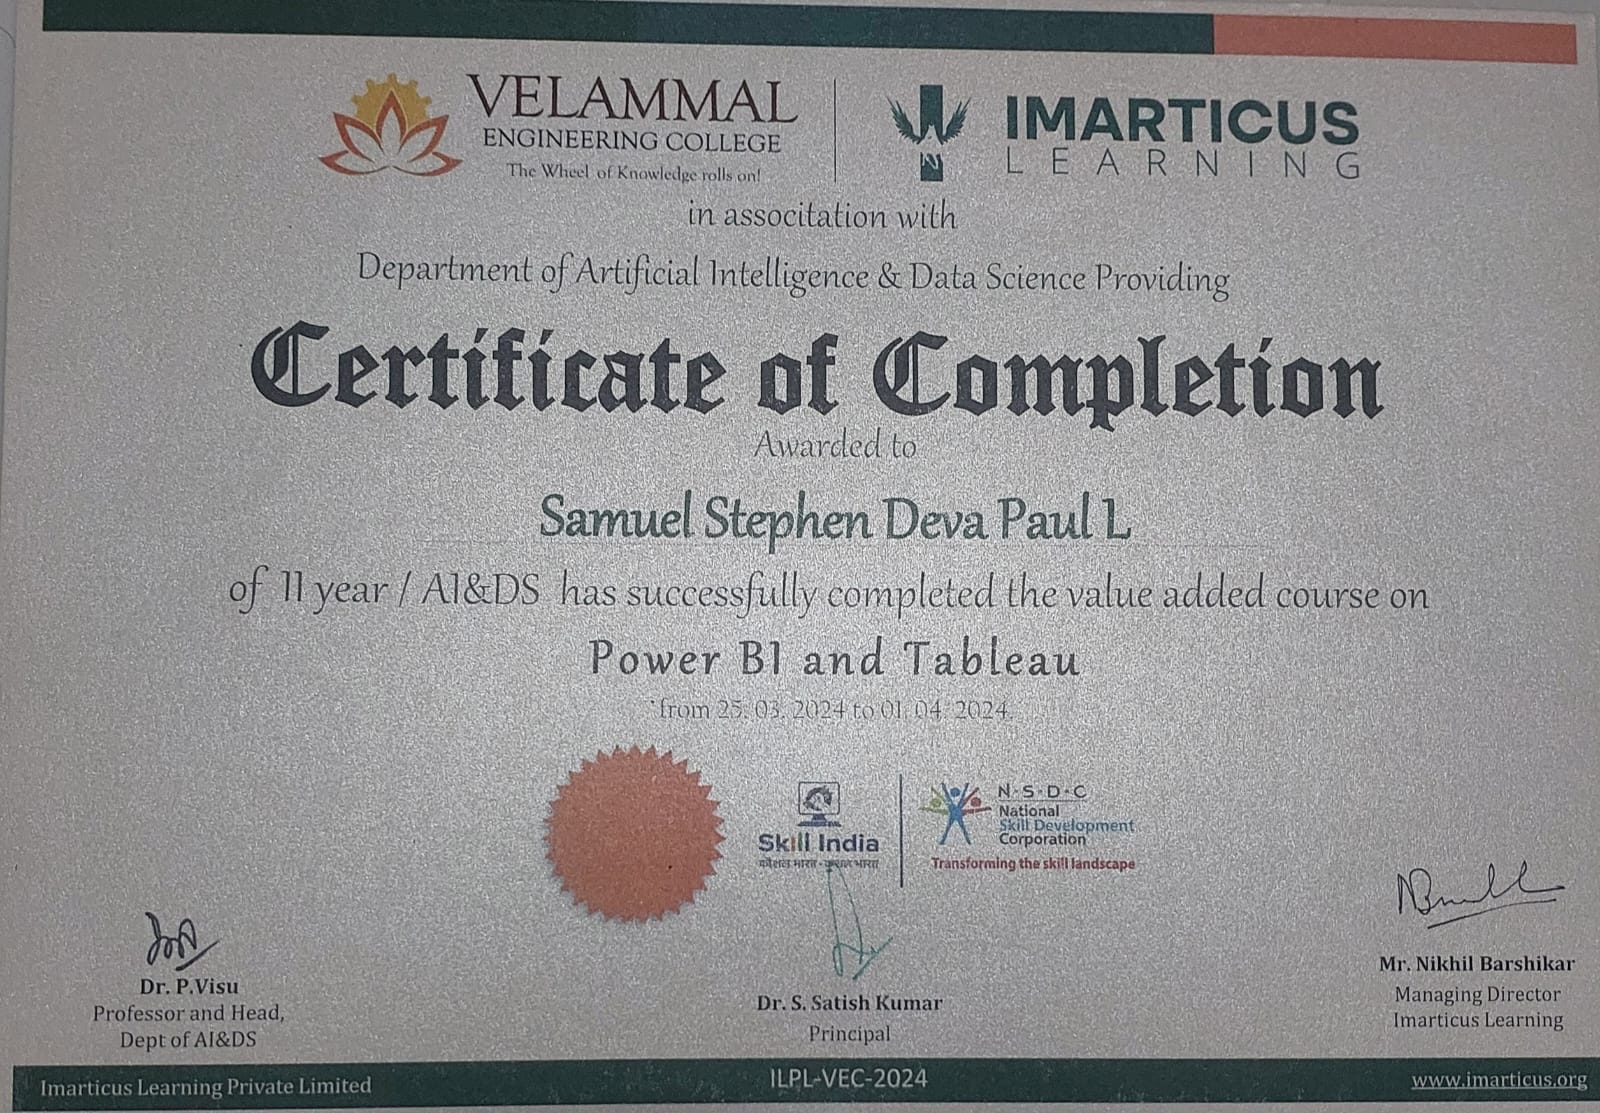 VELAMMAL
ENGINEERING COLLEGE
The Wheel of Knowledge rolls on!
IMARTICUS
LEARNING
in associtation with
Department of Artificial Intelligence & Data Science Providing
Certificate of Completion
Awarded to
Samuel Stephen Deva Paul L
of II year / AI&DS has successfully completed the value added course on
Power BI and Tableau
from 25. 03. 2024 to 01. 04. 2024.
Skill India
कौशल भारत - कुशल भारत
N·S·D·C
National
Skill Development
Corporation
Transforming the skill landscape
Dr. P.Visu
Professor and Head,
Dept of AI&DS
Dr. S. Satish Kumar
Principal
Mr. Nikhil Barshikar
Managing Director
Imarticus Learning
Imarticus Learning Private Limited
ILPL-VEC-2024
www.imarticus.org